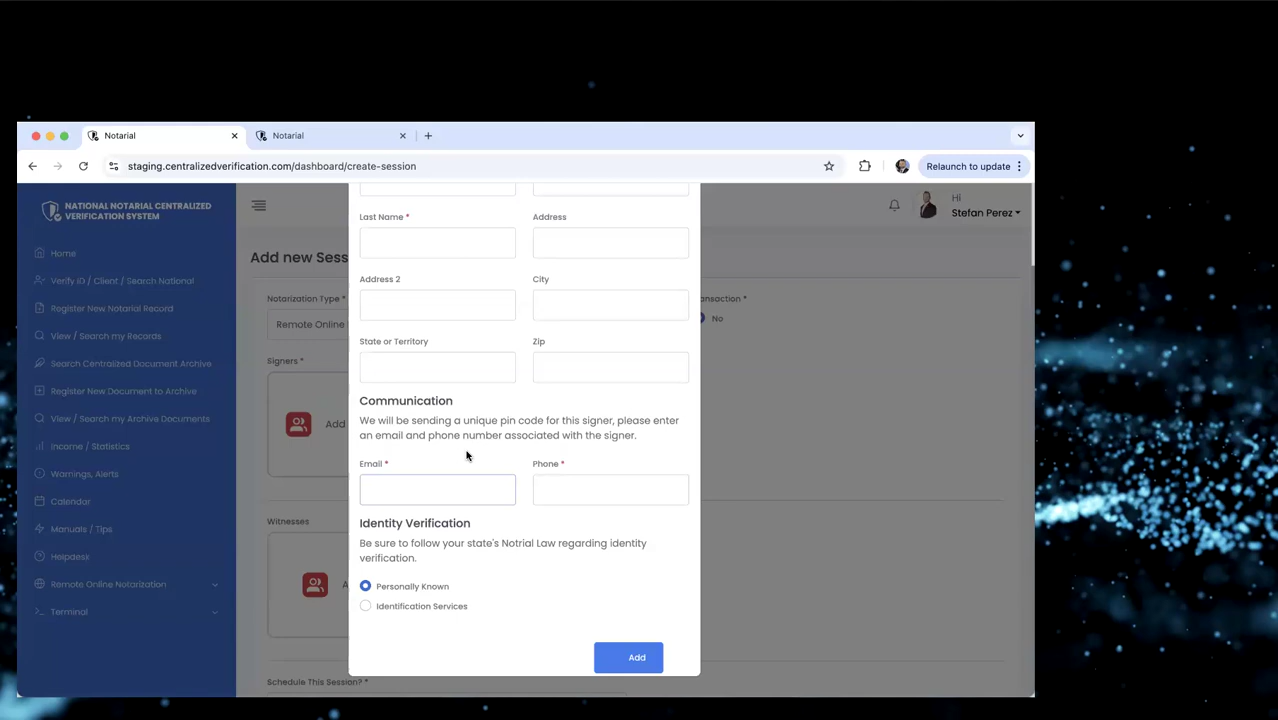 Notarial
Notarial
staging.centralizedverification.com/dashboard/create-session
Relaunch to update
NATIONAL NOTARIAL CENTRALIZED
VERIFICATION SYSTEM
Hi
Stefan Perez
Home
Verify ID / Client / Search National
Register New Notarial Record
View / Search my Records
Search Centralized Document Archive
Register New Document to Archive
View / Search my Archive Documents
Income / Statistics
Warnings, Alerts
Calendar
Manuals / Tips
Helpdesk
Remote Online Notarization
Terminal
Add new Sess
Notarization Type *
Remote Online
ansaction *
No
Signers *
Add
Witnesses
A
Schedule This Session? *
Last Name *
Address
Address 2
City
State or Territory
Zip
Communication
We will be sending a unique pin code for this signer, please enter
an email and phone number associated with the signer.
Email *
Phone *
Identity Verification
Be sure to follow your state's Notrial Law regarding identity
verification.
Personally Known
Identification Services
Add